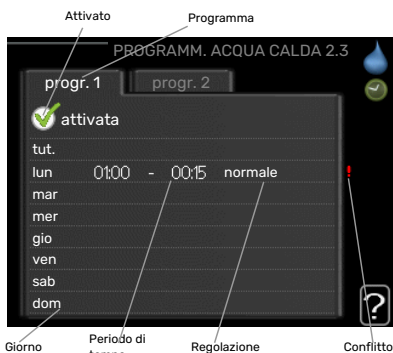 Attivato
Programma
PROGRAMM. ACQUA CALDA 2.3
progr. 1
progr. 2
attivata
tut.
lun 01:00 - 00:15 normale !
mar
mer
gio
ven
sab
dom
?
Giorno
Periodo di
Regolazione
Conflitto